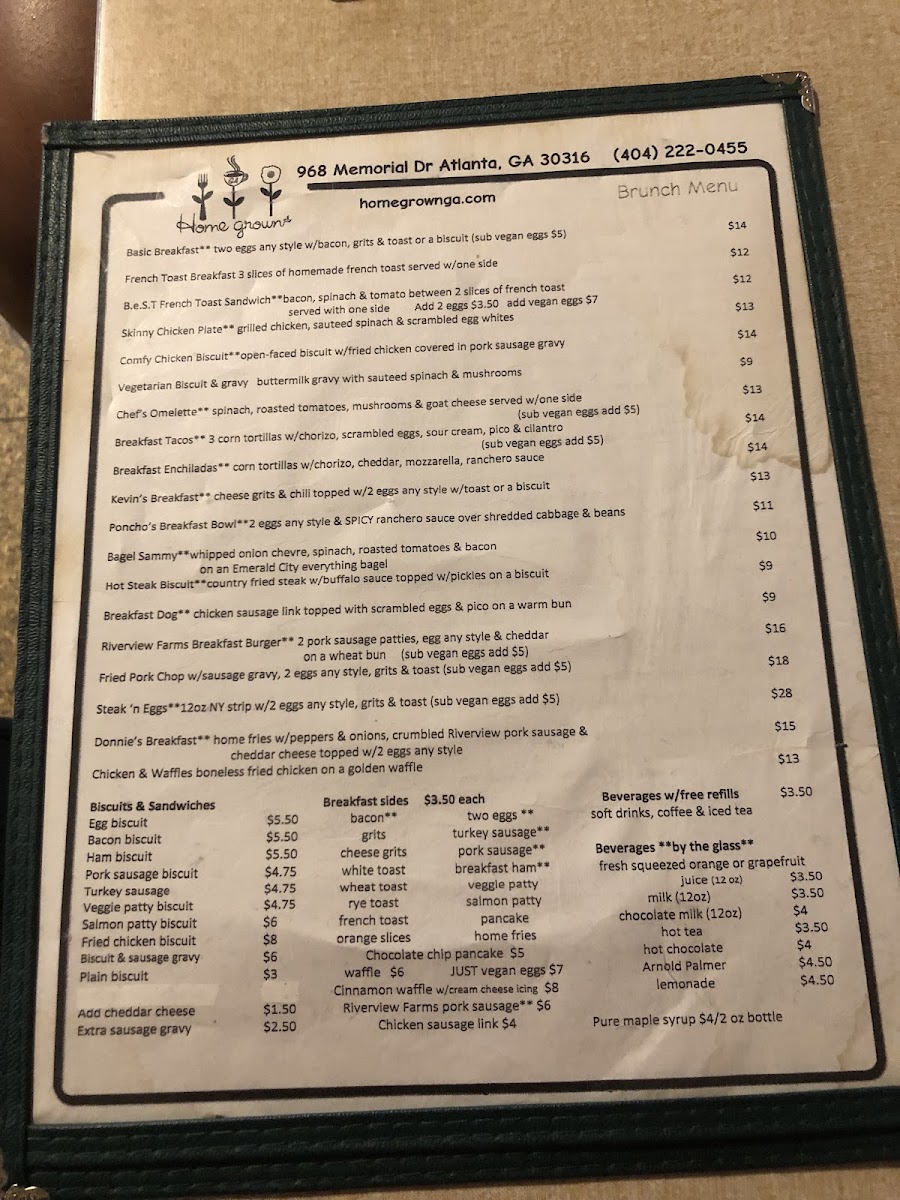 968 Memorial Dr Atlanta, GA 30316 (404) 222-0455
homegrownga.com
Brunch Menu
Home grown GA
Basic Breakfast** two eggs any style w/bacon, grits & toast or a biscuit (sub vegan eggs $5) $14
French Toast Breakfast 3 slices of homemade french toast served w/one side $12
B.e.S.T French Toast Sandwich**bacon, spinach & tomato between 2 slices of french toast $12
served with one side Add 2 eggs $3.50 add vegan eggs $7
Skinny Chicken Plate** grilled chicken, sauteed spinach & scrambled egg whites $13
Comfy Chicken Biscuit**open-faced biscuit w/fried chicken covered in pork sausage gravy $14
Vegetarian Biscuit & gravy buttermilk gravy with sauteed spinach & mushrooms $9
Chef's Omelette** spinach, roasted tomatoes, mushrooms & goat cheese served w/one side $13
(sub vegan eggs add $5)
Breakfast Tacos** 3 corn tortillas w/chorizo, scrambled eggs, sour cream, pico & cilantro $14
(sub vegan eggs add $5)
Breakfast Enchiladas** corn tortillas w/chorizo, cheddar, mozzarella, ranchero sauce $14
Kevin's Breakfast** cheese grits & chili topped w/2 eggs any style w/toast or a biscuit $13
Poncho's Breakfast Bowl**2 eggs any style & SPICY ranchero sauce over shredded cabbage & beans $11
Bagel Sammy**whipped onion chevre, spinach, roasted tomatoes & bacon $10
on an Emerald City everything bagel
Hot Steak Biscuit**country fried steak w/buffalo sauce topped w/pickles on a biscuit $9
Breakfast Dog** chicken sausage link topped with scrambled eggs & pico on a warm bun $9
Riverview Farms Breakfast Burger** 2 pork sausage patties, egg any style & cheddar $16
on a wheat bun (sub vegan eggs add $5)
Fried Pork Chop w/sausage gravy, 2 eggs any style, grits & toast (sub vegan eggs add $5) $18
Steak 'n Eggs**12oz NY strip w/2 eggs any style, grits & toast (sub vegan eggs add $5) $28
Donnie's Breakfast** home fries w/peppers & onions, crumbled Riverview pork sausage & $15
cheddar cheese topped w/2 eggs any style
Chicken & Waffles boneless fried chicken on a golden waffle $13
Biscuits & Sandwiches
Egg biscuit $5.50
Bacon biscuit $5.50
Ham biscuit $5.50
Pork sausage biscuit $4.75
Turkey sausage $4.75
Veggie patty biscuit $4.75
Salmon patty biscuit $6
Fried chicken biscuit $8
Biscuit & sausage gravy $6
Plain biscuit $3
Add cheddar cheese $1.50
Extra sausage gravy $2.50
Breakfast sides $3.50 each
bacon** two eggs **
grits turkey sausage**
cheese grits pork sausage**
white toast breakfast ham**
wheat toast veggie patty
rye toast salmon patty
french toast pancake
orange slices home fries
Chocolate chip pancake $5
waffle $6 JUST vegan eggs $7
Cinnamon waffle w/cream cheese icing $8
Riverview Farms pork sausage** $6
Chicken sausage link $4
Beverages w/free refills $3.50
soft drinks, coffee & iced tea
Beverages **by the glass**
fresh squeezed orange or grapefruit
juice (12 oz) $3.50
milk (12oz) $3.50
chocolate milk (12oz) $4
hot tea $3.50
hot chocolate $4
Arnold Palmer $4.50
lemonade $4.50
Pure maple syrup $4/2 oz bottle